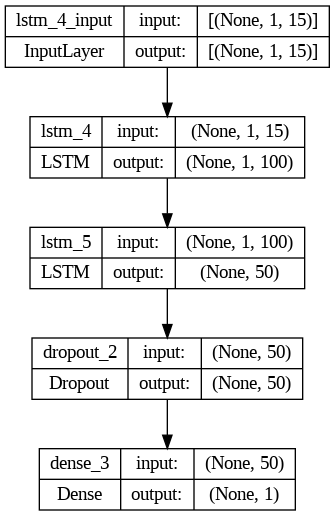 lstm_4_input input: [(None, 1, 15)]
InputLayer output: [(None, 1, 15)]
lstm_4 input: (None, 1, 15)
LSTM output: (None, 1, 100)
lstm_5 input: (None, 1, 100)
LSTM output: (None, 50)
dropout_2 input: (None, 50)
Dropout output: (None, 50)
dense_3 input: (None, 50)
Dense output: (None, 1)